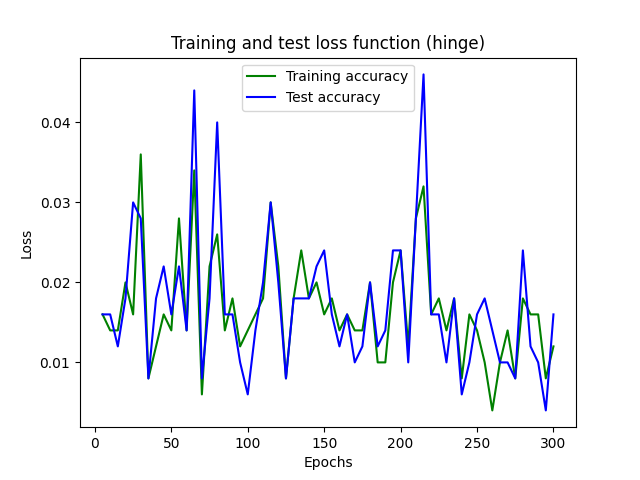 Training and test loss function (hinge)
Training accuracy
Test accuracy
0.04
0.03
0.02
0.01
Loss
0 50 100 150 200 250 300
Epochs